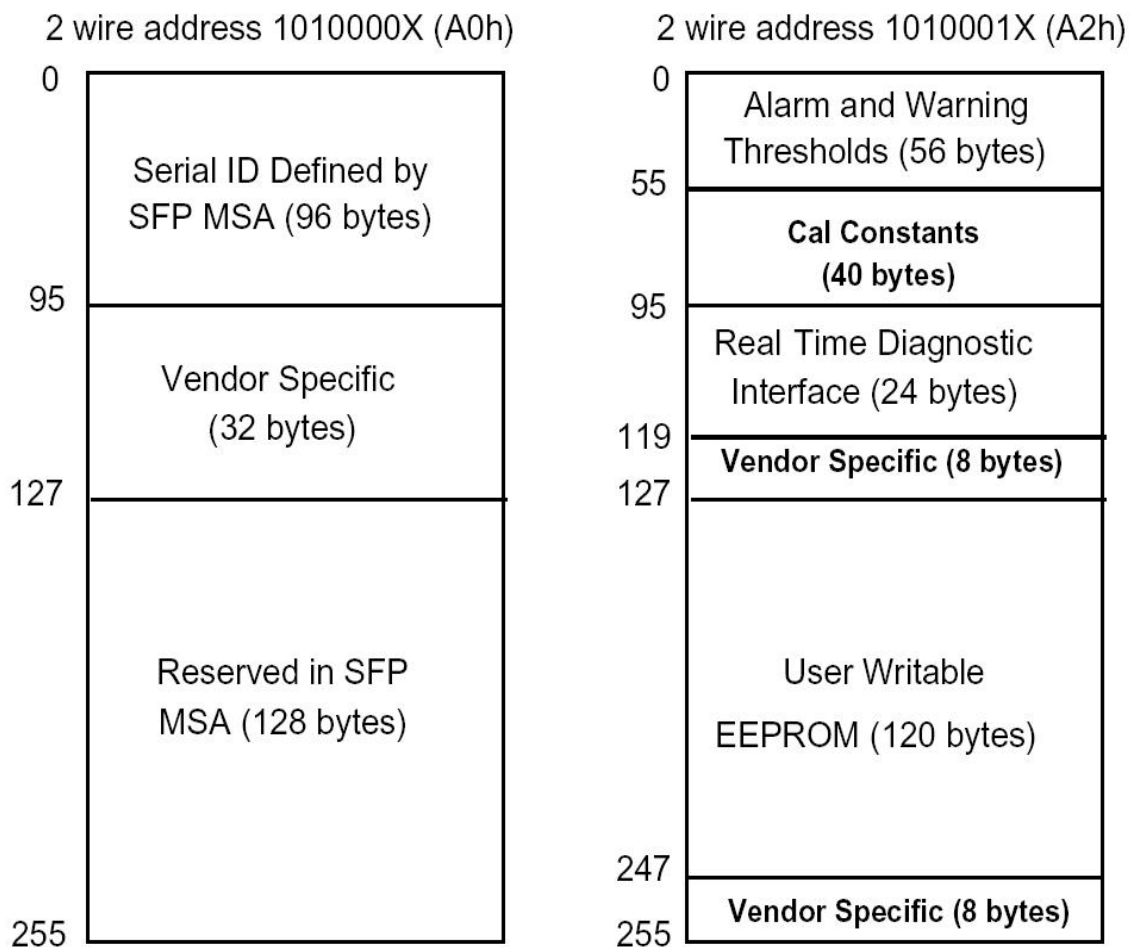 2 wire address 1010000X (A0h)
0
Serial ID Defined by
SFP MSA (96 bytes)
95
Vendor Specific
(32 bytes)
127
Reserved in SFP
MSA (128 bytes)
255
2 wire address 1010001X (A2h)
0
Alarm and Warning
Thresholds (56 bytes)
55
Cal Constants
(40 bytes)
95
Real Time Diagnostic
Interface (24 bytes)
119
Vendor Specific (8 bytes)
127
User Writable
EEPROM (120 bytes)
247
Vendor Specific (8 bytes)
255